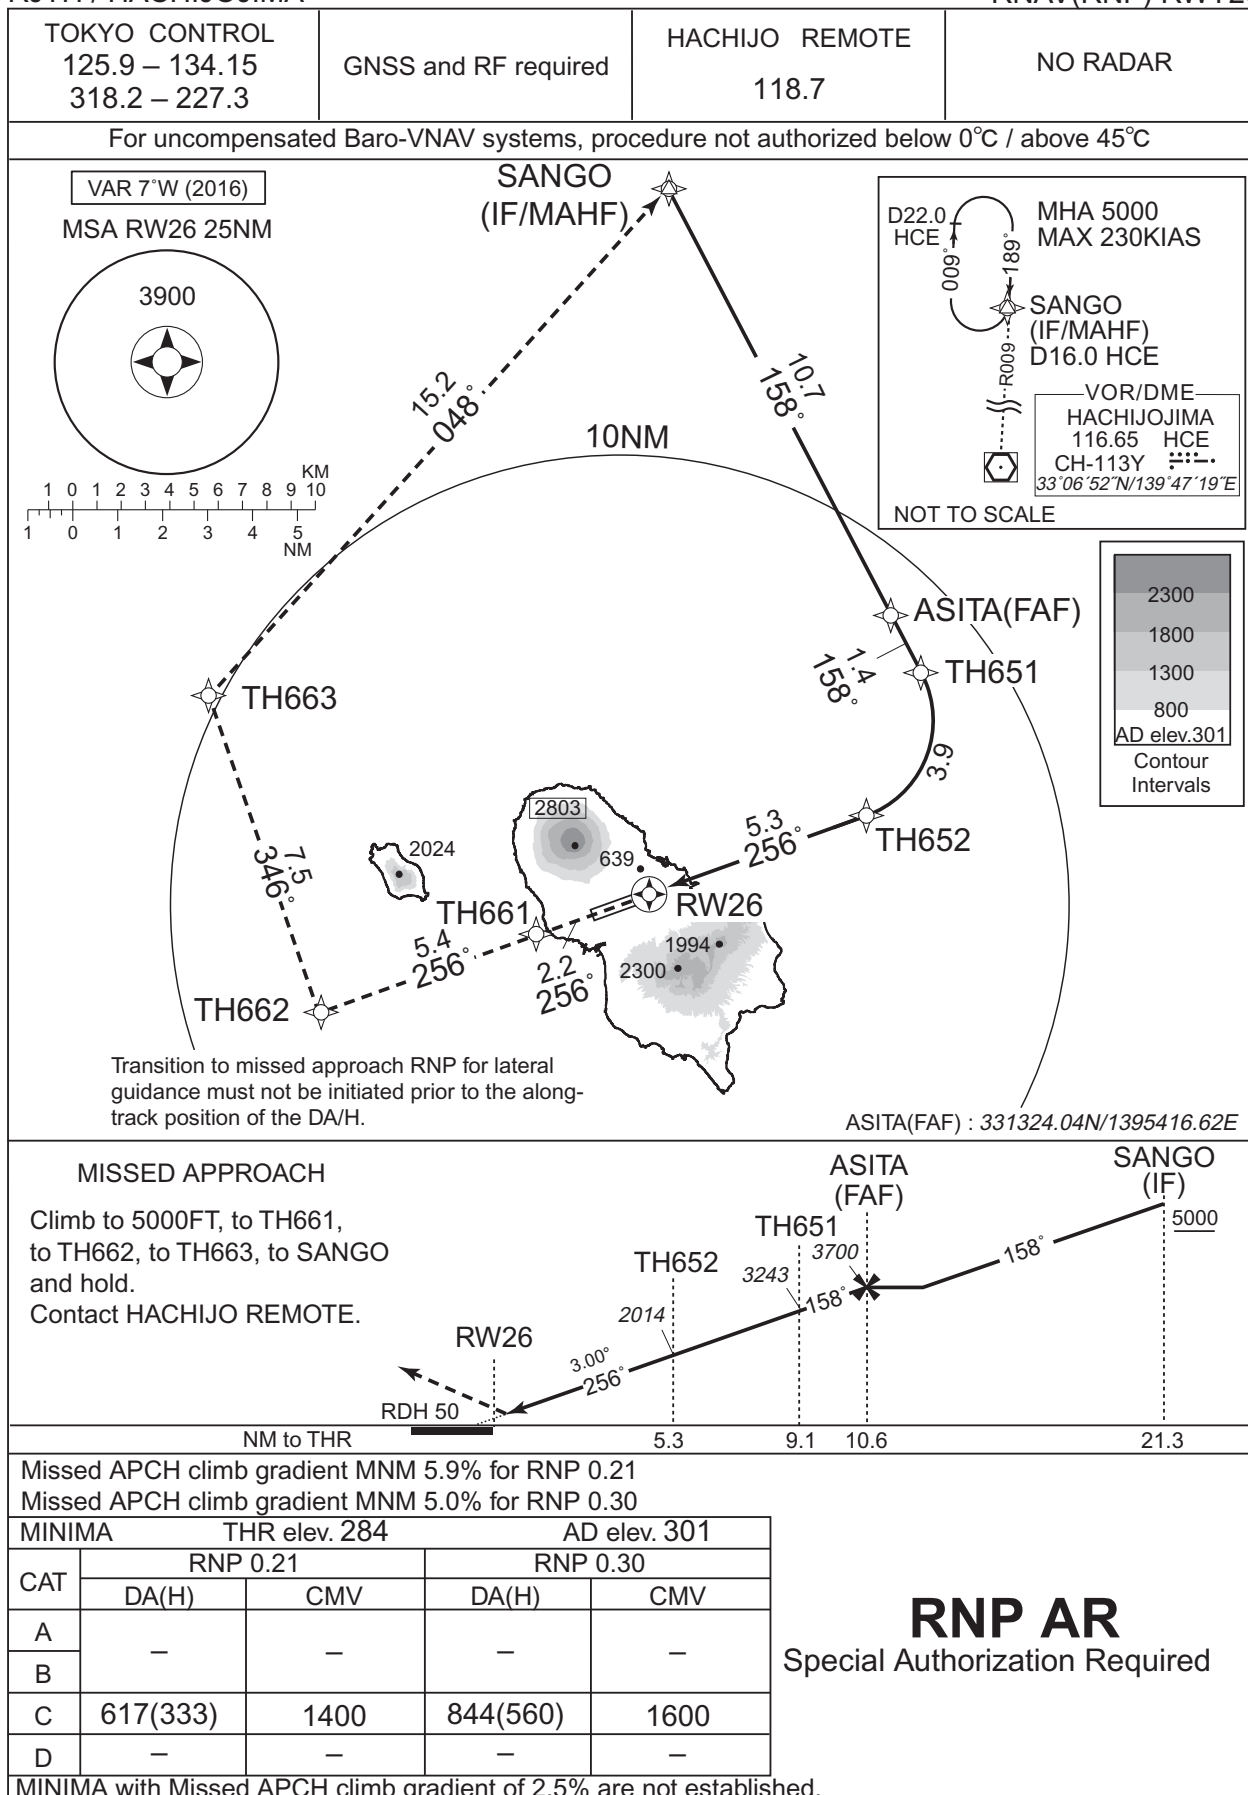 TOKYO CONTROL
125.9 – 134.15
318.2 – 227.3
GNSS and RF required
HACHIJO REMOTE
118.7
NO RADAR
For uncompensated Baro-VNAV systems, procedure not authorized below 0°C / above 45°C
VAR 7°W (2016)
MSA RW26 25NM
3900
KM
1 0 1 2 3 4 5 6 7 8 9 10
1 0 1 2 3 4 5
NM
SANGO
(IF/MAHF)
15.2
048°
10.7
158°
10NM
D22.0
HCE
009°
189°
MHA 5000
MAX 230KIAS
SANGO
(IF/MAHF)
D16.0 HCE
R009
VOR/DME
HACHIJOJIMA
116.65 HCE
CH-113Y
33°06´52˝N/139°47´19˝E
NOT TO SCALE
2300
1800
1300
800
AD elev.301
Contour
Intervals
ASITA(FAF)
1.4
158°
TH651
3.9
TH663
TH652
5.3
256°
2803
639
2024
7.5
346°
TH661
RW26
5.4
256°
2.2
256°
1994
2300
TH662
Transition to missed approach RNP for lateral
guidance must not be initiated prior to the along-
track position of the DA/H.
ASITA(FAF) : 331324.04N/1395416.62E
MISSED APPROACH
Climb to 5000FT, to TH661,
to TH662, to TH663, to SANGO
and hold.
Contact HACHIJO REMOTE.
SANGO
(IF)
5000
158°
ASITA
(FAF)
3700
TH651
3243
158°
TH652
2014
3.00°
256°
RW26
RDH 50
NM to THR
5.3 9.1 10.6 21.3
Missed APCH climb gradient MNM 5.9% for RNP 0.21
Missed APCH climb gradient MNM 5.0% for RNP 0.30
MINIMA THR elev. 284 AD elev. 301
CAT RNP 0.21 RNP 0.30
DA(H) CMV DA(H) CMV
A
B
– – – –
C 617(333) 1400 844(560) 1600
D – – – –
MINIMA with Missed APCH climb gradient of 2.5% are not established.
RNP AR
Special Authorization Required